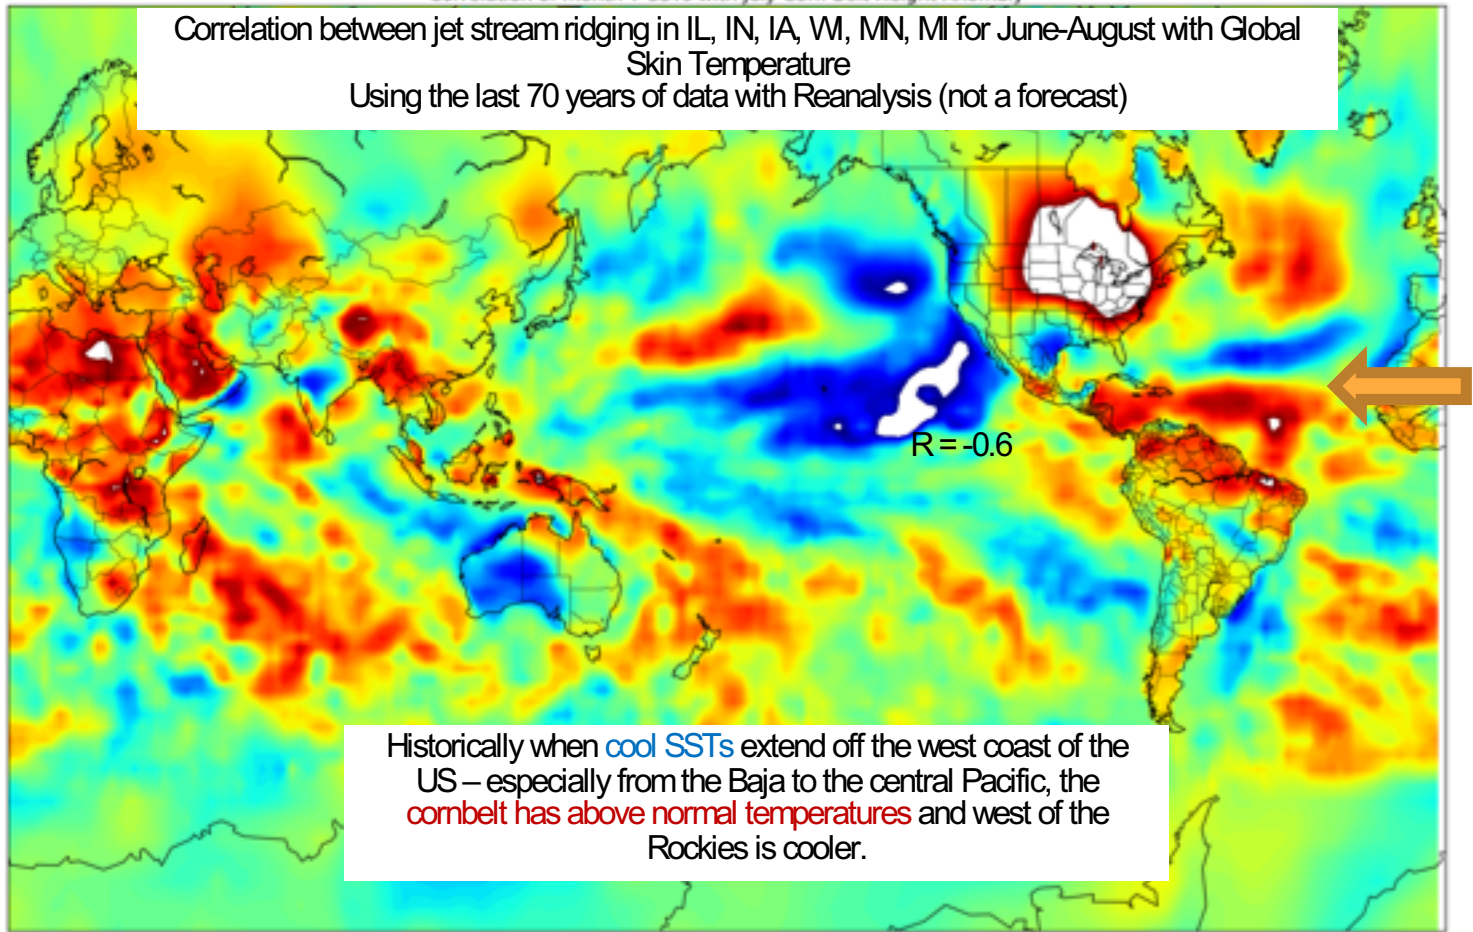 Correlation between jet stream ridging in IL, IN, IA, WI, MN, MI for June-August with Global
Skin Temperature
Using the last 70 years of data with Reanalysis (not a forecast)
R = -0.6
Historically when cool SSTs extend off the west coast of the
US – especially from the Baja to the central Pacific, the
cornbelt has above normal temperatures and west of the
Rockies is cooler.